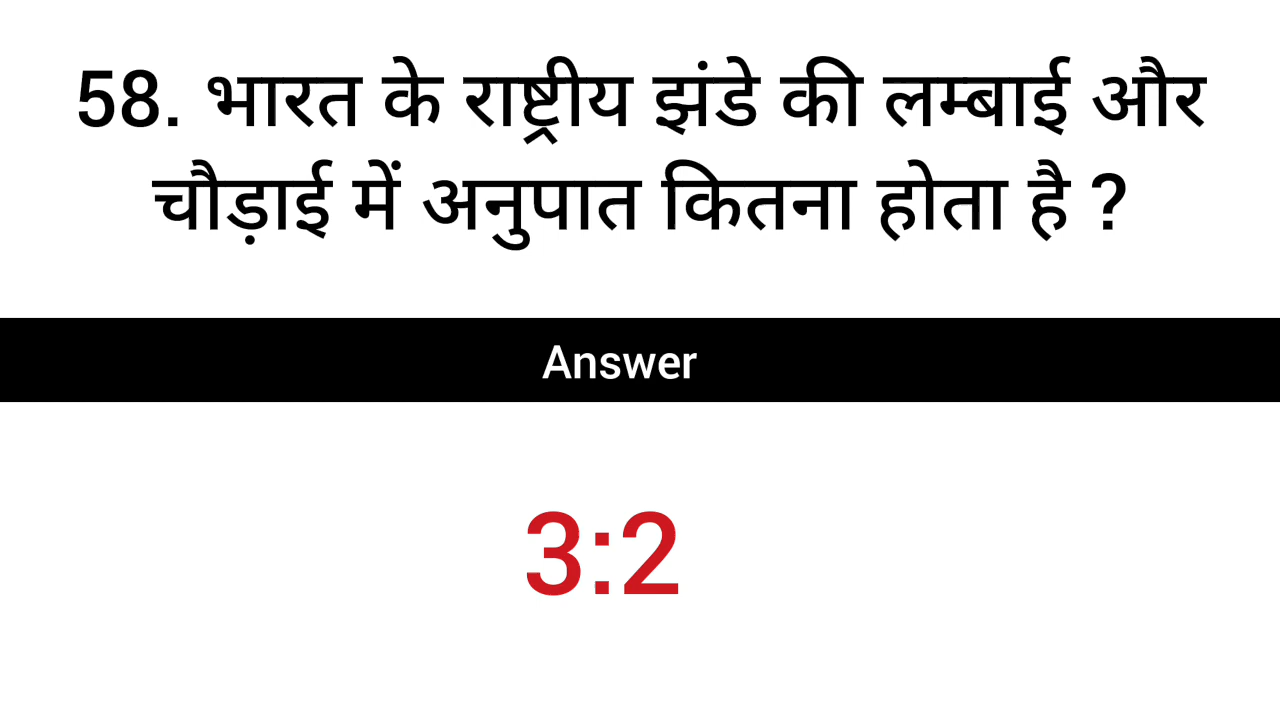 58. भारत के राष्ट्रीय झंडे की लम्बाई और
चौड़ाई में अनुपात कितना होता है ?
Answer
3:2